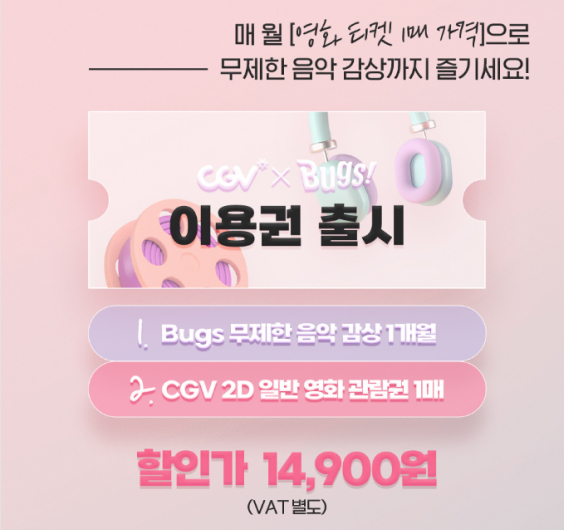 매 월 [영화 티켓 1매 가격]으로
무제한 음악 감상까지 즐기세요!
CGV* × Bugs!
이용권 출시
1. Bugs 무제한 음악 감상 1개월
2. CGV 2D 일반 영화 관람권 1매
할인가 14,900원
(VAT 별도)